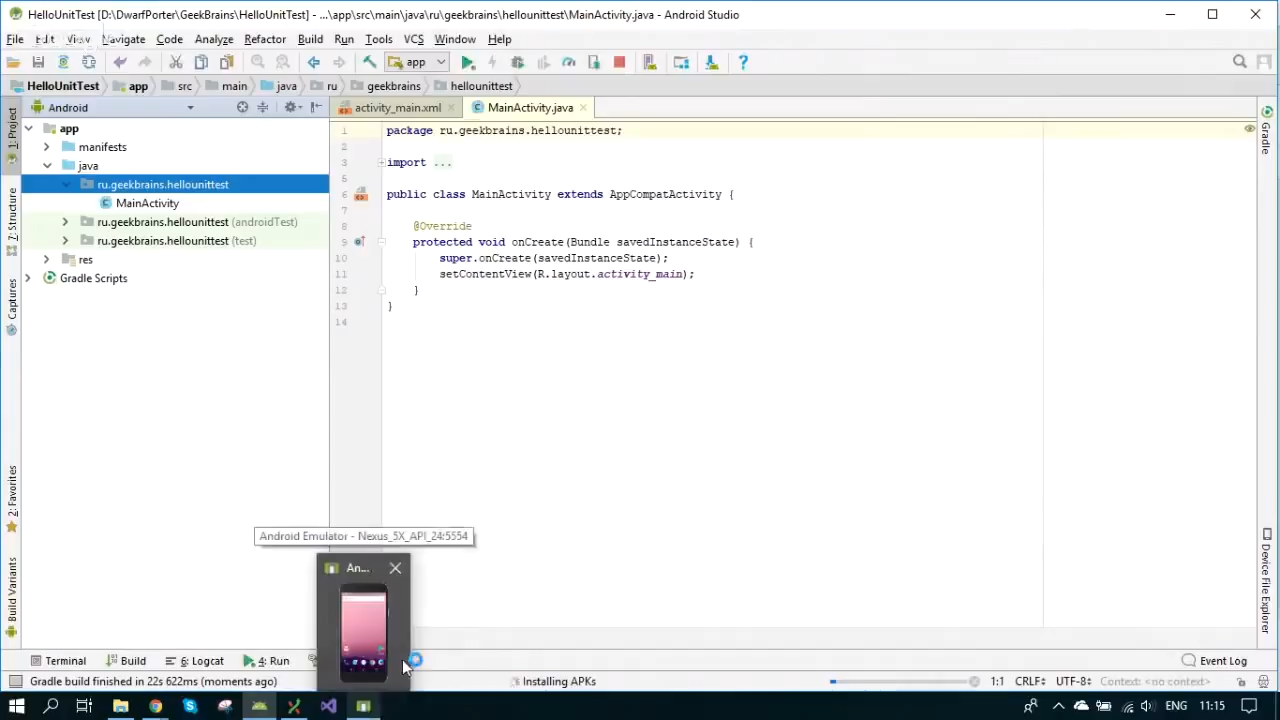 HelloUnitTest [D:\DwarfPorter\GeekBrains\HelloUnitTest] - ...\app\src\main\java\ru\geekbrains\hellounittest\MainActivity.java - Android Studio
File Edit View Navigate Code Analyze Refactor Build Run Tools VCS Window Help
app
HelloUnitTest app src main java ru geekbrains hellounittest
Android
activity_main.xml MainActivity.java
1: Project
7: Structure
Captures
2: Favorites
Build Variants
app
manifests
java
ru.geekbrains.hellounittest
MainActivity
ru.geekbrains.hellounittest (androidTest)
ru.geekbrains.hellounittest (test)
res
Gradle Scripts
1 package ru.geekbrains.hellounittest;
2
3 import ...
5
6 public class MainActivity extends AppCompatActivity {
7
8 @Override
9 protected void onCreate(Bundle savedInstanceState) {
10 super.onCreate(savedInstanceState);
11 setContentView(R.layout.activity_main);
12 }
13 }
14
Gradle
Device File Explorer
Android Emulator - Nexus_5X_API_24:5554
An...
Terminal Build 6: Logcat 4: Run Event Log
Gradle build finished in 22s 622ms (moments ago) Installing APKs 1:1 CRLF UTF-8 Context: <no context>
ENG 11:15